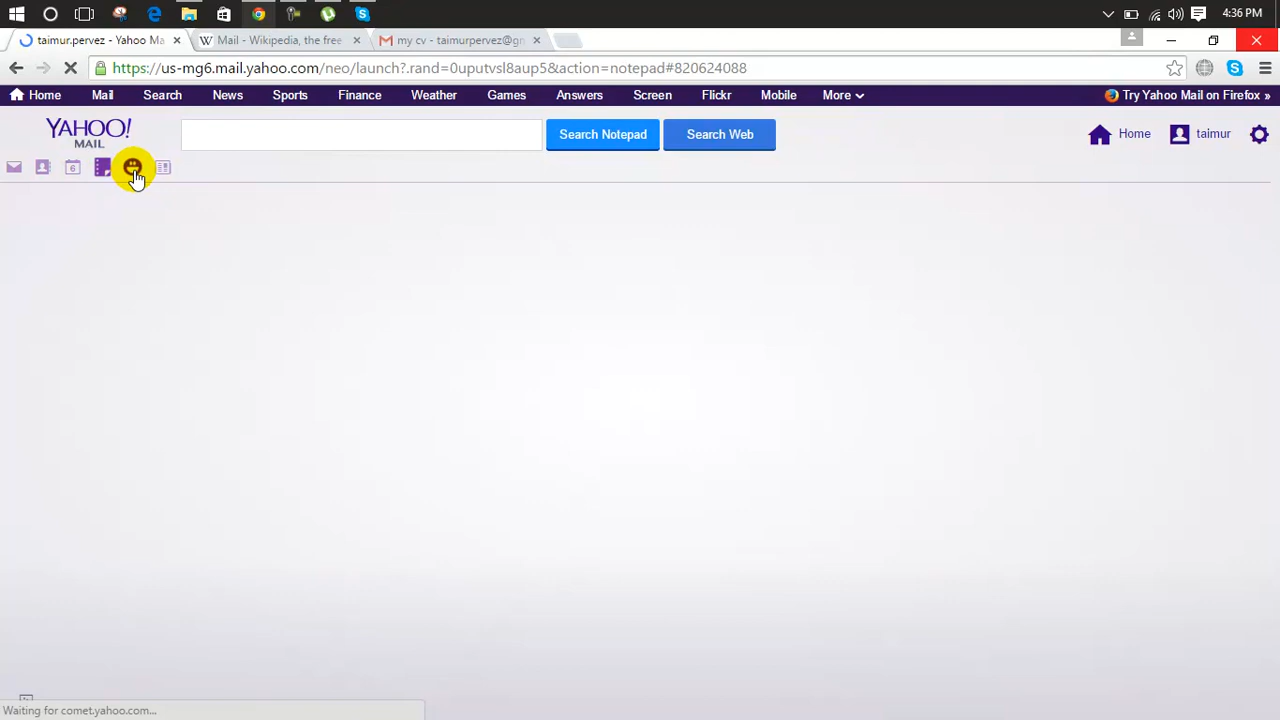 4:36 PM
taimur.pervez - Yahoo Ma
Mail - Wikipedia, the free
my cv - taimurpervez@gm
https://us-mg6.mail.yahoo.com/neo/launch?.rand=0uputvsl8aup5&action=notepad#820624088
Home Mail Search News Sports Finance Weather Games Answers Screen Flickr Mobile More Try Yahoo Mail on Firefox »
YAHOO!
MAIL
Search Notepad
Search Web
Home
taimur
6
Waiting for comet.yahoo.com...